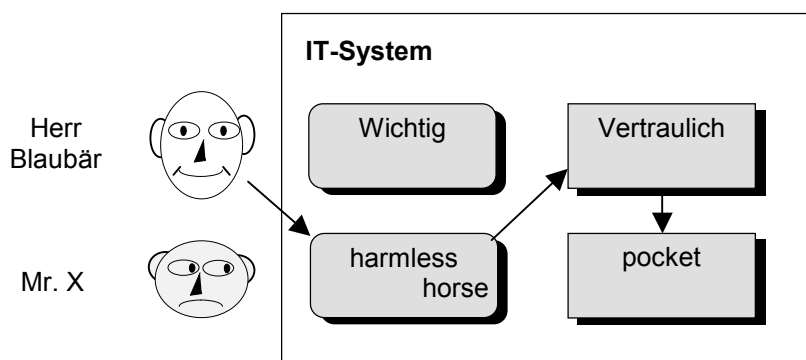 IT-System
Herr
Blaubär
Wichtig
Vertraulich
Mr. X
harmless
horse
pocket